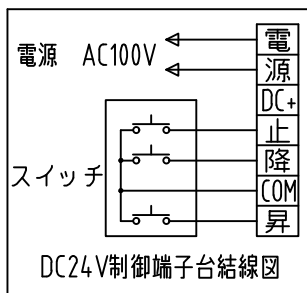 電源 AC100V
電
源
DC+
止
降
COM
昇
スイッチ
DC24V制御端子台結線図